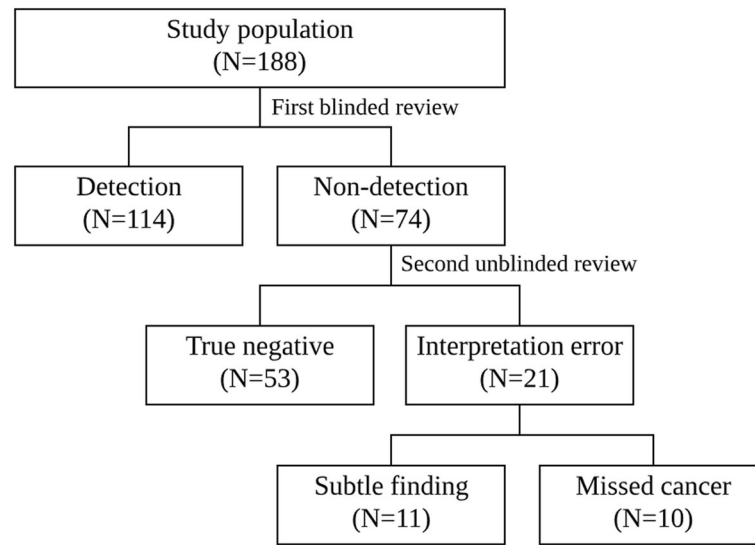 Study population
(N=188)
First blinded review
Detection
(N=114)
Non-detection
(N=74)
Second unblinded review
True negative
(N=53)
Interpretation error
(N=21)
Subtle finding
(N=11)
Missed cancer
(N=10)